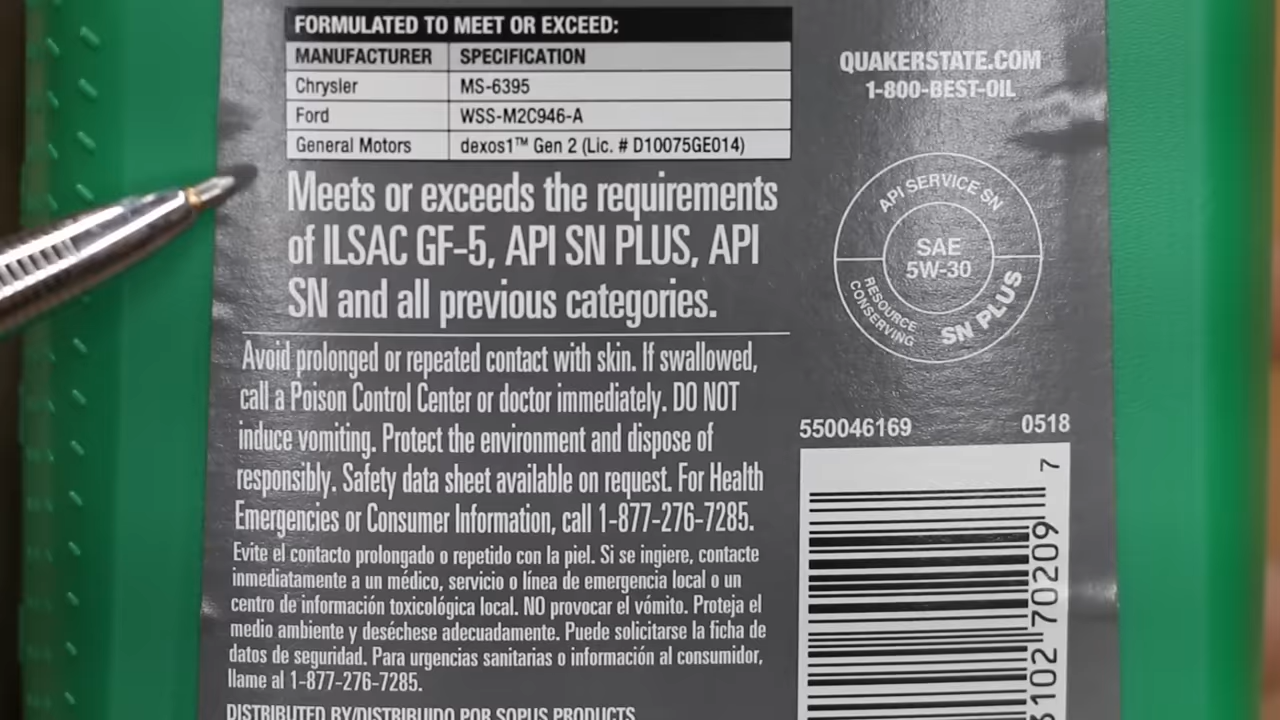 FORMULATED TO MEET OR EXCEED:
MANUFACTURER SPECIFICATION
Chrysler MS-6395
Ford WSS-M2C946-A
General Motors dexos1™ Gen 2 (Lic. # D10075GE014)
Meets or exceeds the requirements
of ILSAC GF-5, API SN PLUS, API
SN and all previous categories.
Avoid prolonged or repeated contact with skin. If swallowed,
call a Poison Control Center or doctor immediately. DO NOT
induce vomiting. Protect the environment and dispose of
responsibly. Safety data sheet available on request. For Health
Emergencies or Consumer Information, call 1-877-276-7285.
Evite el contacto prolongado o repetido con la piel. Si se ingiere, contacte
inmediatamente a un médico, servicio o línea de emergencia local o un
centro de información toxicológica local. NO provocar el vómito. Proteja el
medio ambiente y deséchese adecuadamente. Puede solicitarse la ficha de
datos de seguridad. Para urgencias sanitarias o información al consumidor,
llame al 1-877-276-7285.
DISTRIBUTED BY/DISTRIBUIDO POR SOPUS PRODUCTS
QUAKERSTATE.COM
1-800-BEST-OIL
API SERVICE SN
SAE
5W-30
RESOURCE
CONSERVING
SN PLUS
550046169 0518
3102 70209 7